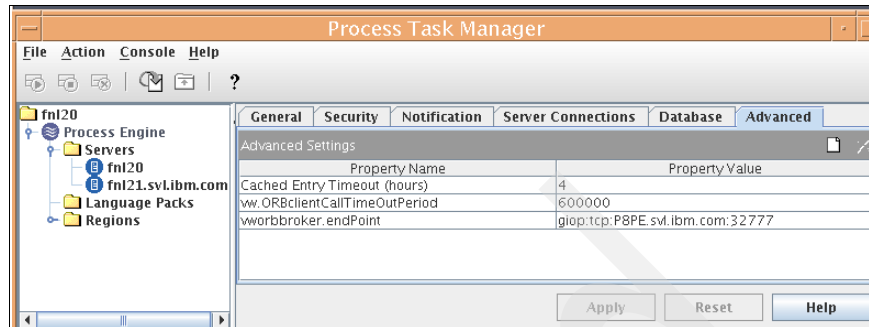 Process Task Manager
File Action Console Help
?
fnl20
Process Engine
Servers
fnl20
fnl21.svl.ibm.com
Language Packs
Regions
General Security Notification Server Connections Database Advanced
Advanced Settings
Property Name Property Value
Cached Entry Timeout (hours) 4
vw.ORBclientCallTimeOutPeriod 600000
vworbbroker.endPoint giop:tcp:P8PE.svl.ibm.com:32777
Apply Reset Help